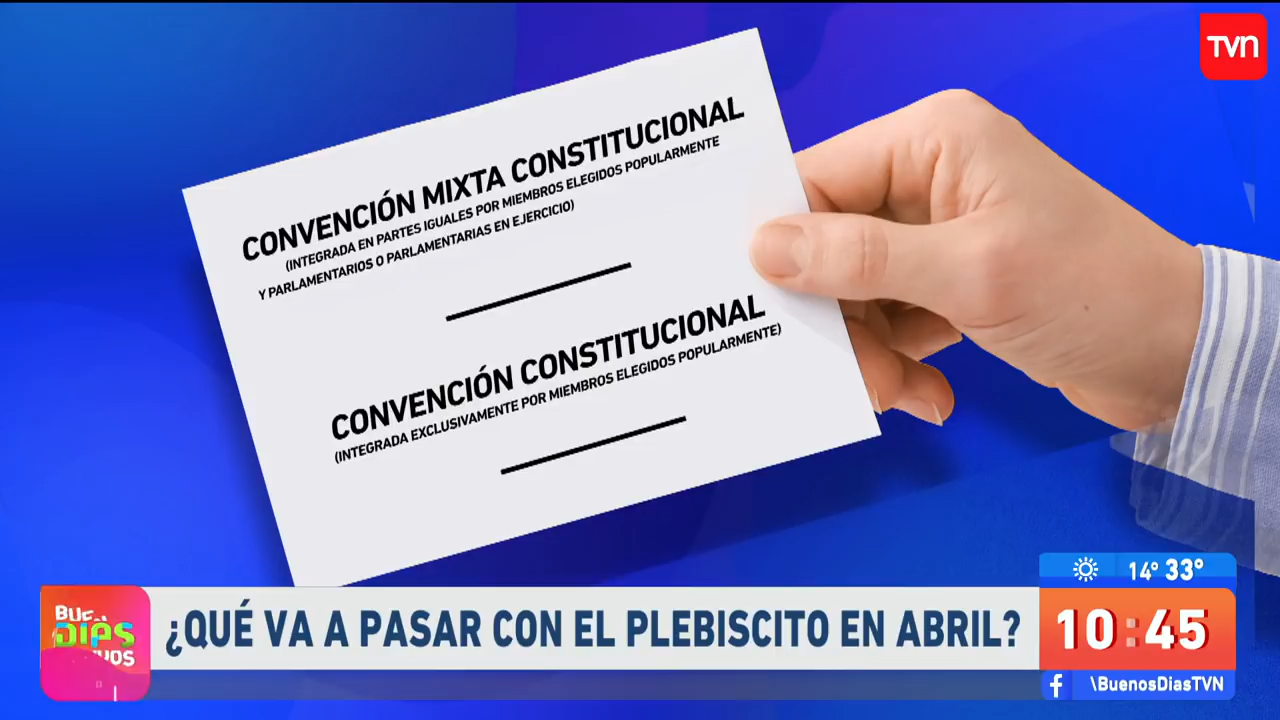 TVN
CONVENCIÓN MIXTA CONSTITUCIONAL
(INTEGRADA EN PARTES IGUALES POR MIEMBROS ELEGIDOS POPULARMENTE
Y PARLAMENTARIOS O PARLAMENTARIAS EN EJERCICIO)
CONVENCIÓN CONSTITUCIONAL
(INTEGRADA EXCLUSIVAMENTE POR MIEMBROS ELEGIDOS POPULARMENTE)
14° 33°
¿QUÉ VA A PASAR CON EL PLEBISCITO EN ABRIL?
10:45
\BuenosDiasTVN